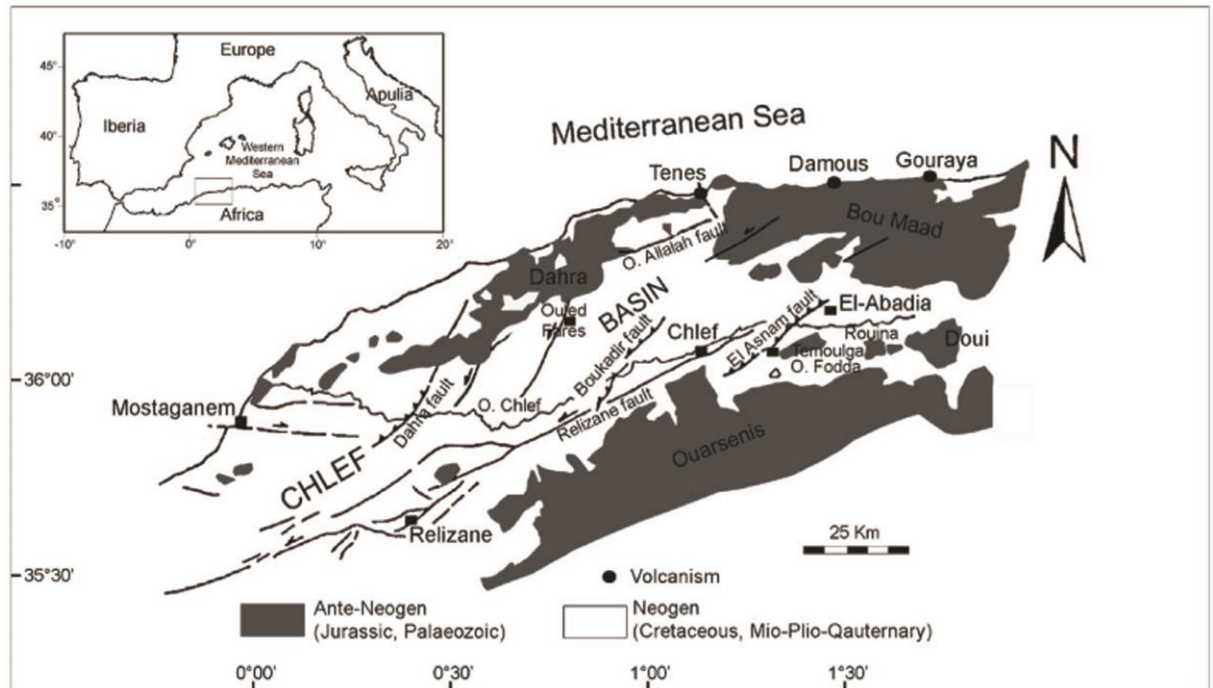 Europe
45°
Apulia
Iberia
40°
Western
Mediterranean
Sea
35°
Africa
-10°
0°
10°
20°
Mediterranean Sea
N
Tenes
Damous
Gouraya
Bou Maad
O. Allalah fault
Dahra
BASIN
Ouled
Fares
El-Abadia
Chlef
El Asnam fault
Rouina
Doui
Boukadir fault
Temoulga
O. Fodda
36°00'
Mostaganem
O. Chlef
Dahra fault
Relizane fault
Ouarsenis
CHLEF
Relizane
25 Km
35°30'
Volcanism
Ante-Neogen
(Jurassic, Palaeozoic)
Neogen
(Cretaceous, Mio-Plio-Qauternary)
0°00'
0°30'
1°00'
1°30'